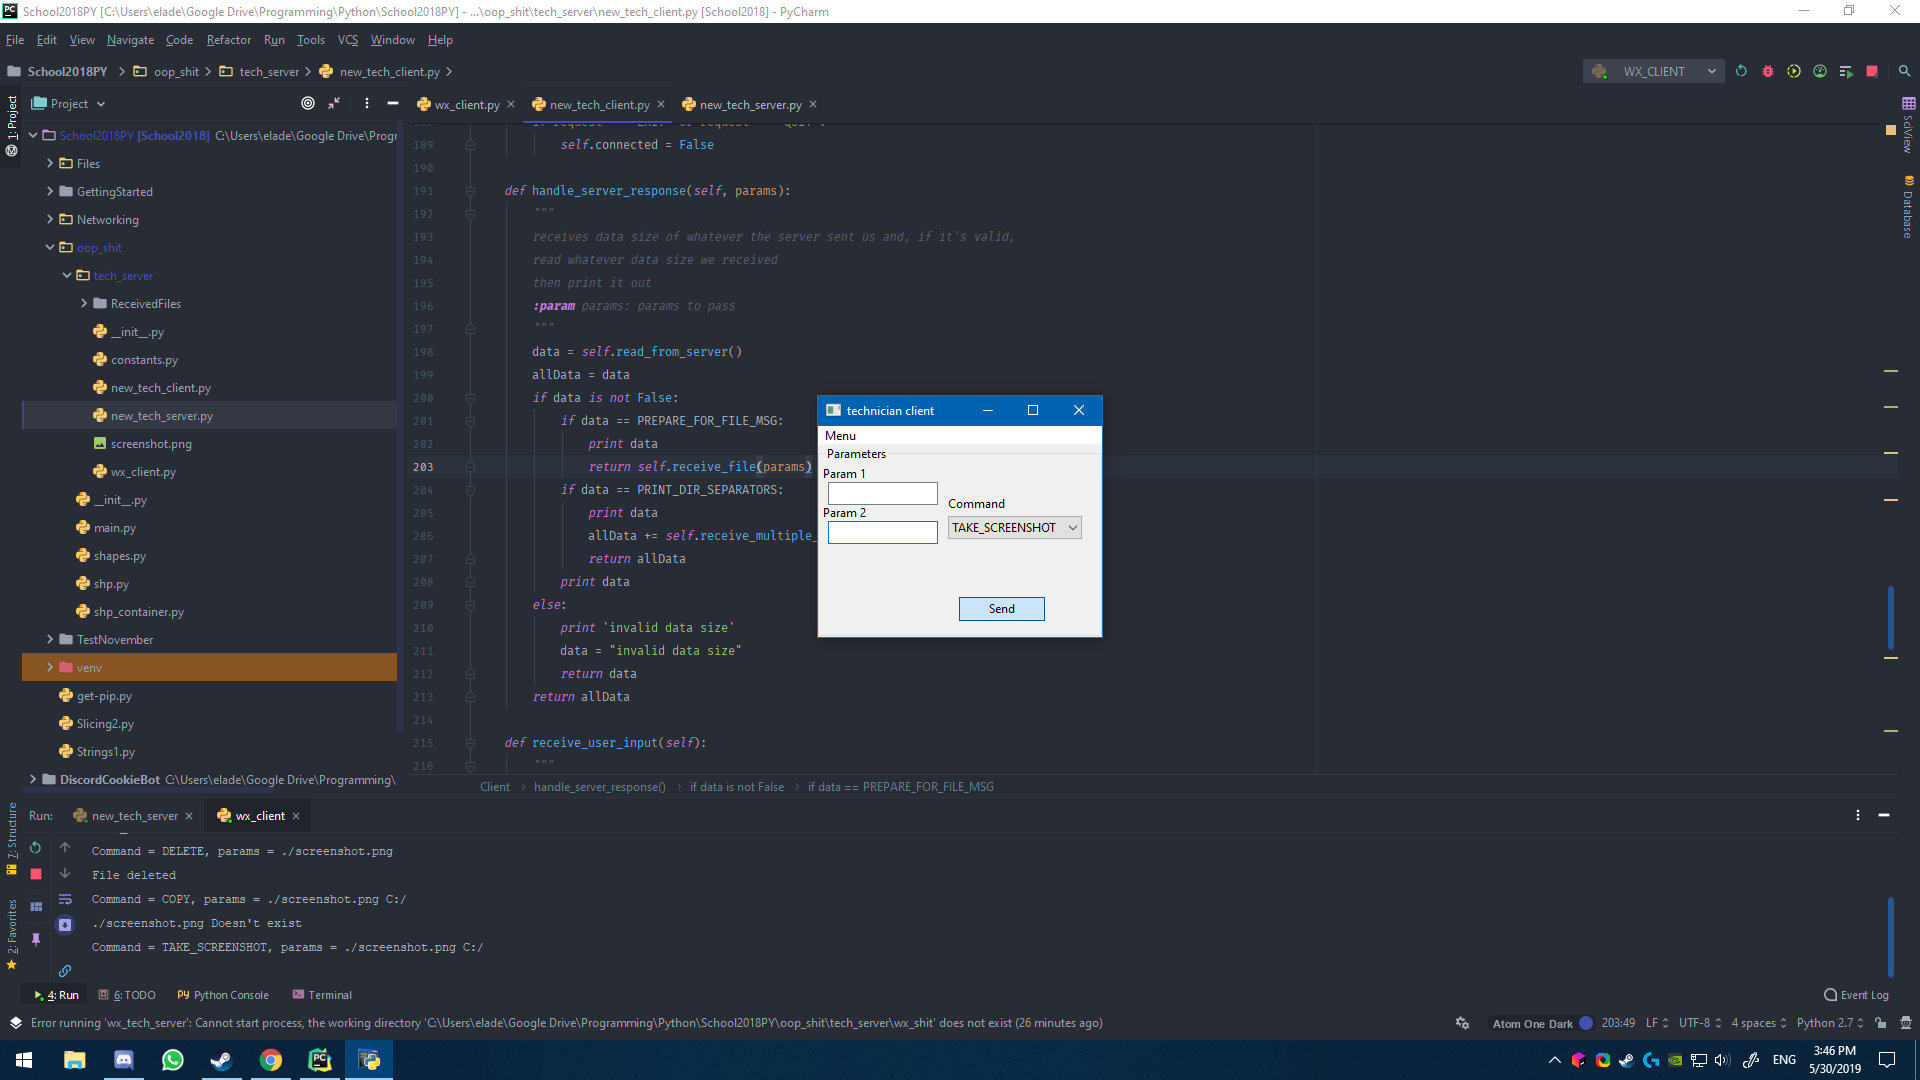 School2018PY [C:\Users\elade\Google Drive\Programming\Python\School2018PY] - ...\oop_shit\tech_server\new_tech_client.py [School2018] - PyCharm
File Edit View Navigate Code Refactor Run Tools VCS Window Help
School2018PY oop_shit tech_server new_tech_client.py WX_CLIENT
1: Project
Project
wx_client.py new_tech_client.py new_tech_server.py
School2018PY [School2018] C:\Users\elade\Google Drive\Progr
Files
GettingStarted
Networking
oop_shit
tech_server
ReceivedFiles
__init__.py
constants.py
new_tech_client.py
new_tech_server.py
screenshot.png
wx_client.py
__init__.py
main.py
shapes.py
shp.py
shp_container.py
TestNovember
venv
get-pip.py
Slicing2.py
Strings1.py
DiscordCookieBot C:\Users\elade\Google Drive\Programming\
189 self.connected = False
190
191 def handle_server_response(self, params):
192 """
193 receives data size of whatever the server sent us and, if it's valid,
194 read whatever data size we received
195 then print it out
196 :param params: params to pass
197 """
198 data = self.read_from_server()
199 allData = data
200 if data is not False:
201 if data == PREPARE_FOR_FILE_MSG:
202 print data
203 return self.receive_file(params)
204 if data == PRINT_DIR_SEPARATORS:
205 print data
206 allData += self.receive_multiple_
207 return allData
208 print data
209 else:
210 print 'invalid data size'
211 data = "invalid data size"
212 return data
213 return allData
214
215 def receive_user_input(self):
216 """
Client handle_server_response() if data is not False if data == PREPARE_FOR_FILE_MSG
SciView
Database
technician client
Menu
Parameters
Param 1
Param 2
Command
TAKE_SCREENSHOT
Send
Run: new_tech_server wx_client
7: Structure
2: Favorites
Command = DELETE, params = ./screenshot.png
File deleted
Command = COPY, params = ./screenshot.png C:/
./screenshot.png Doesn't exist
Command = TAKE_SCREENSHOT, params = ./screenshot.png C:/
4: Run 6: TODO Python Console Terminal Event Log
Error running 'wx_tech_server': Cannot start process, the working directory 'C:\Users\elade\Google Drive\Programming\Python\School2018PY\oop_shit\tech_server\wx_shit' does not exist (26 minutes ago) Atom One Dark 203:49 LF UTF-8 4 spaces Python 2.7
ENG 3:46 PM
5/30/2019